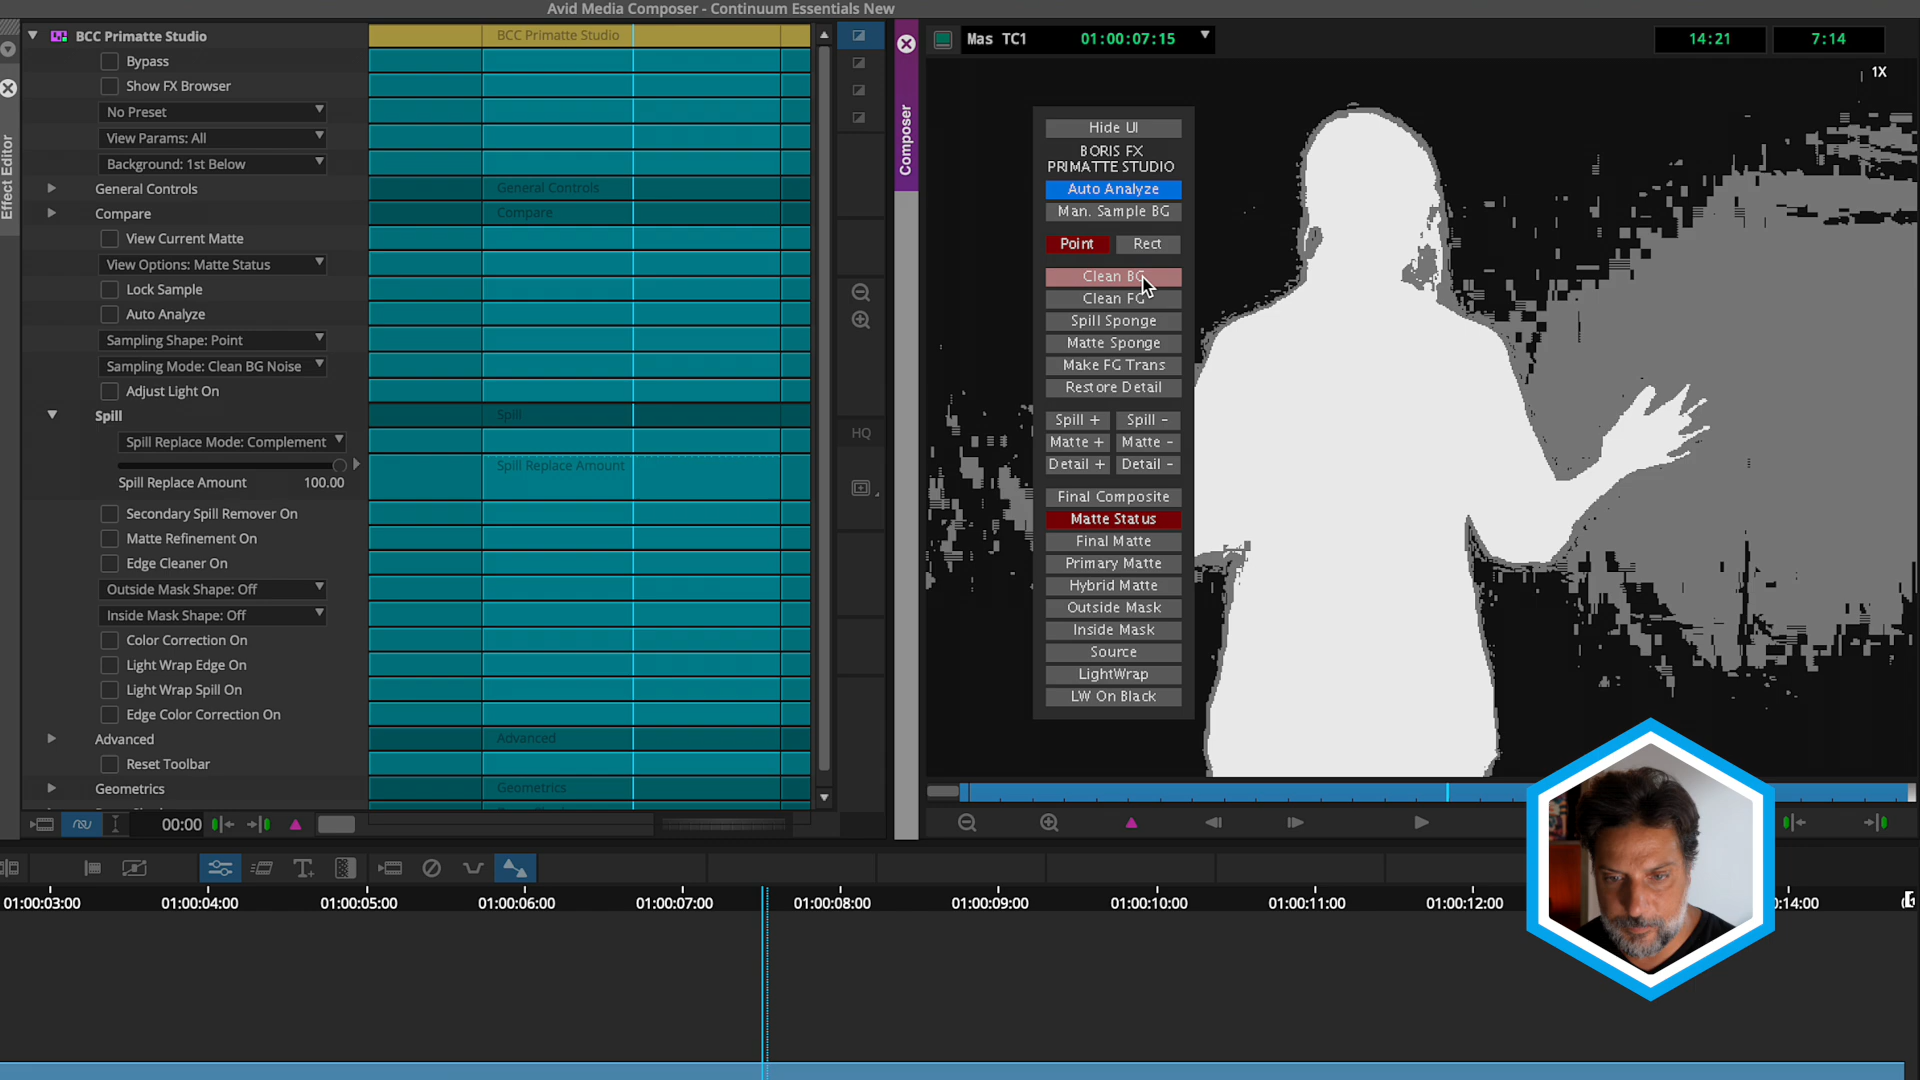 Avid Media Composer - Continuum Essentials New
BCC Primatte Studio
Bypass
Show FX Browser
No Preset
View Params: All
Background: 1st Below
General Controls
Compare
View Current Matte
View Options: Matte Status
Lock Sample
Auto Analyze
Sampling Shape: Point
Sampling Mode: Clean BG Noise
Adjust Light On
Spill
Spill Replace Mode: Complement
Spill Replace Amount 100.00
Secondary Spill Remover On
Matte Refinement On
Edge Cleaner On
Outside Mask Shape: Off
Inside Mask Shape: Off
Color Correction On
Light Wrap Edge On
Light Wrap Spill On
Edge Color Correction On
Advanced
Reset Toolbar
Geometrics
Effect Editor
BCC Primatte Studio
General Controls
Compare
Spill
Spill Replace Amount
Advanced
Geometrics
00:00
HQ
Composer
Mas TC1 01:00:07:15 14:21 7:14
1X
Hide UI
BORIS FX
PRIMATTE STUDIO
Auto Analyze
Man. Sample BG
Point Rect
Clean BG
Clean FG
Spill Sponge
Matte Sponge
Make FG Trans
Restore Detail
Spill + Spill -
Matte + Matte -
Detail + Detail -
Final Composite
Matte Status
Final Matte
Primary Matte
Hybrid Matte
Outside Mask
Inside Mask
Source
LightWrap
LW On Black
01:00:03:00 01:00:04:00 01:00:05:00 01:00:06:00 01:00:07:00 01:00:08:00 01:00:09:00 01:00:10:00 01:00:11:00 01:00:12:00 :14:00